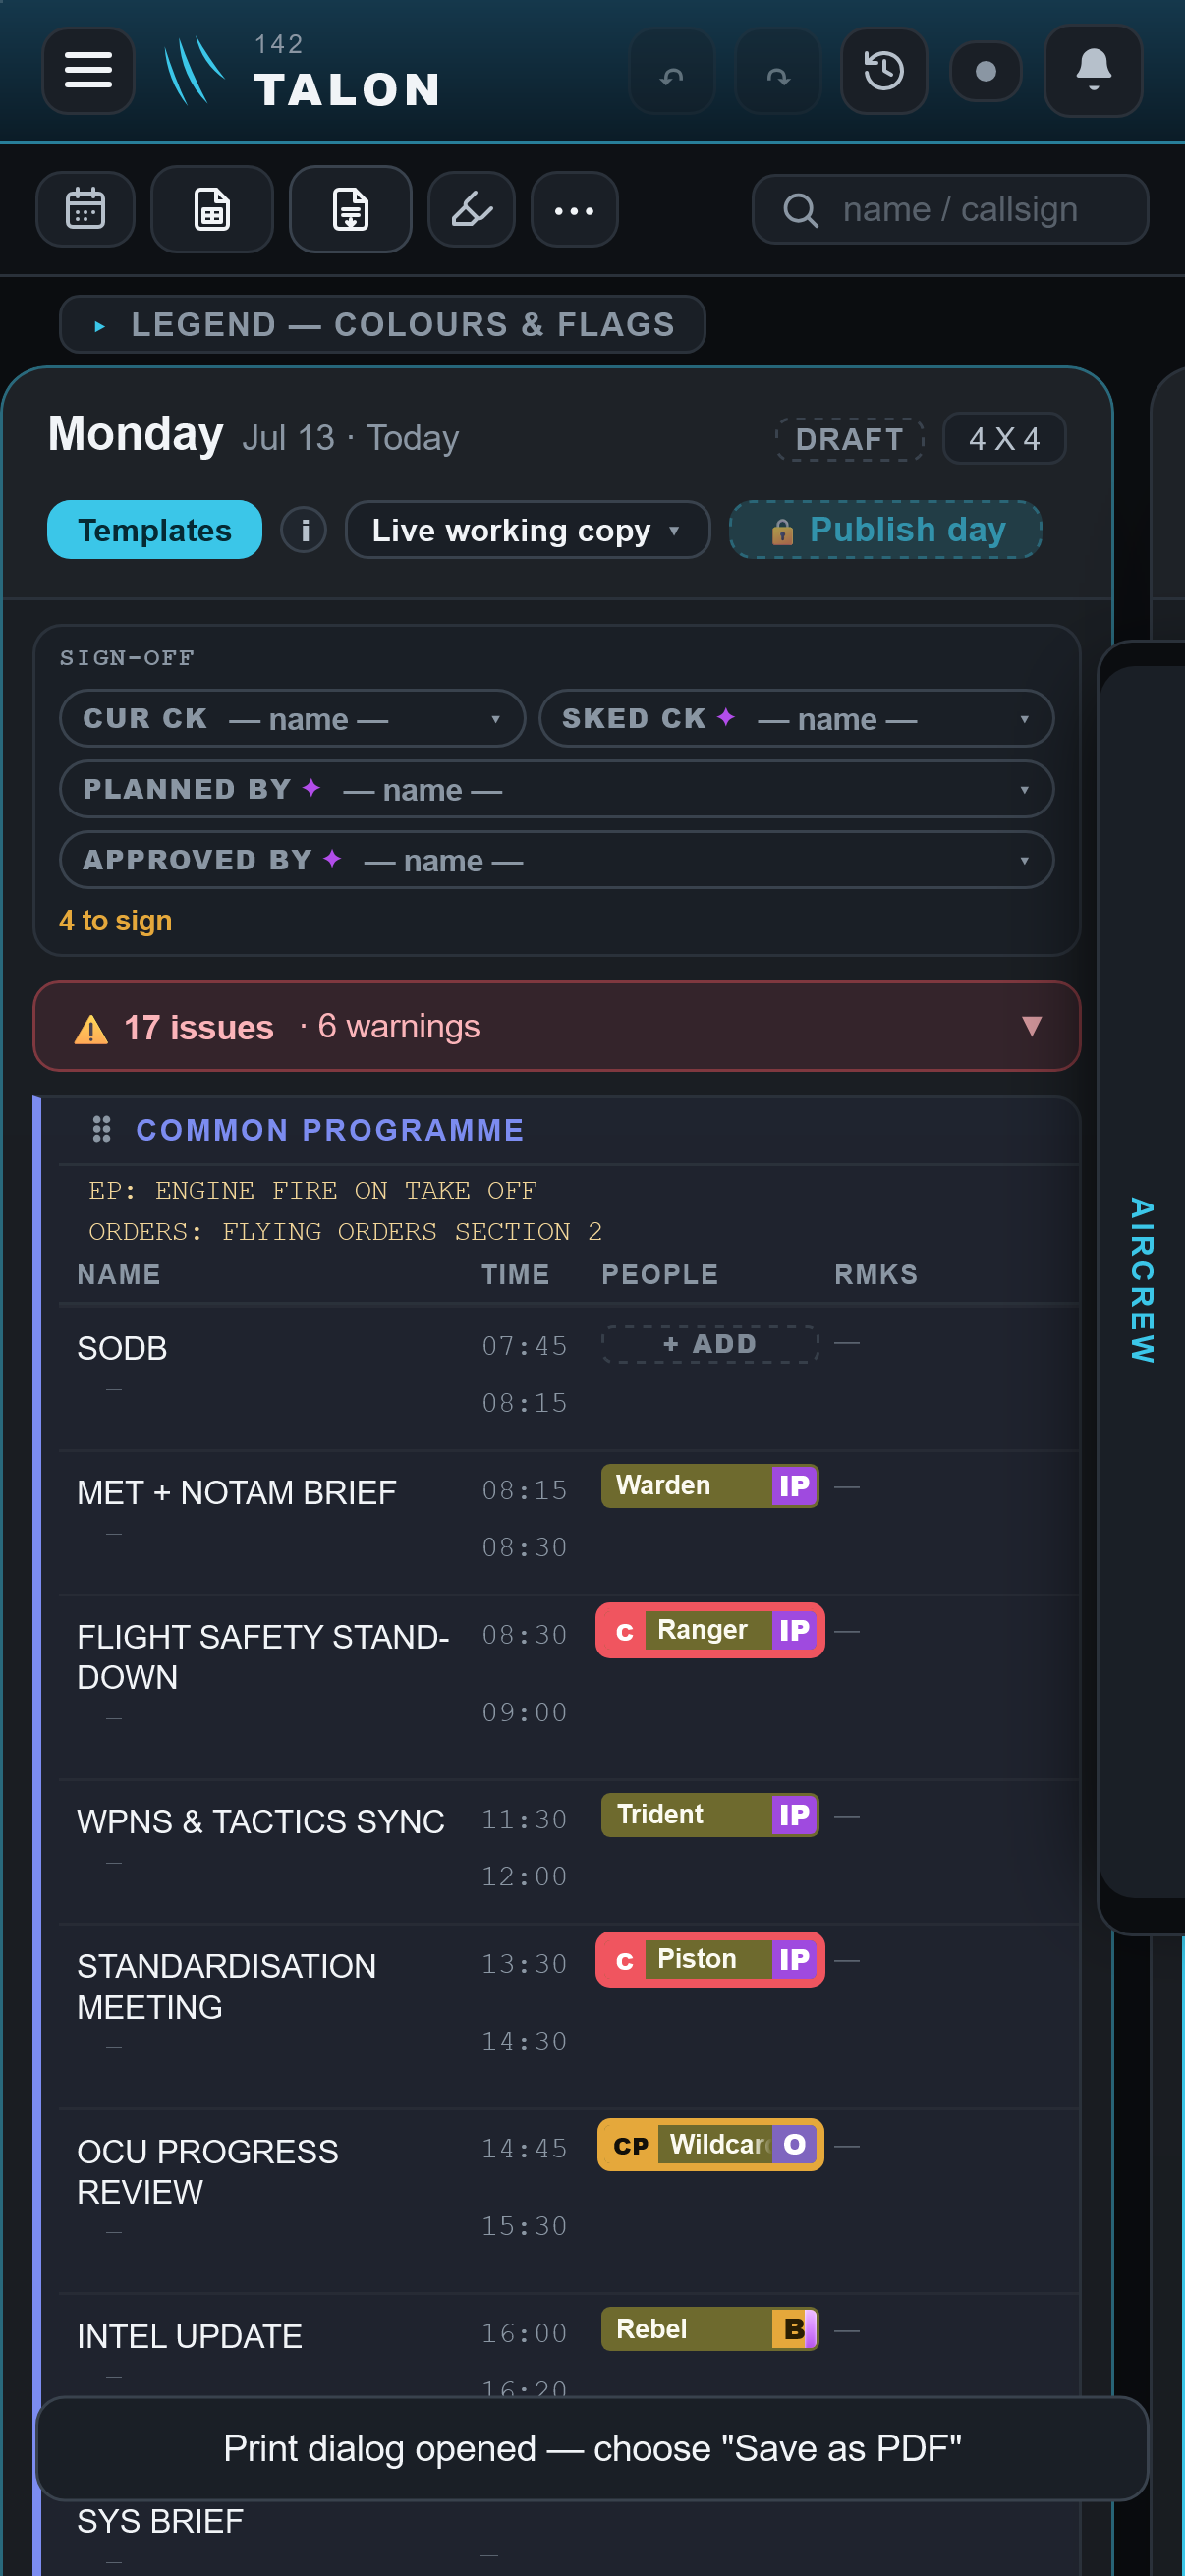 142
TALON
name / callsign
LEGEND — COLOURS & FLAGS
Monday Jul 13 · Today DRAFT 4 X 4
Templates i Live working copy Publish day
SIGN-OFF
CUR CK — name — SKED CK — name —
PLANNED BY — name —
APPROVED BY — name —
4 to sign
17 issues · 6 warnings
COMMON PROGRAMME
EP: ENGINE FIRE ON TAKE OFF
ORDERS: FLYING ORDERS SECTION 2
NAME TIME PEOPLE RMKS
SODB 07:45 + ADD —
— 08:15
MET + NOTAM BRIEF 08:15 Warden IP —
— 08:30
FLIGHT SAFETY STAND-DOWN 08:30 C Ranger IP —
— 09:00
WPNS & TACTICS SYNC 11:30 Trident IP —
— 12:00
STANDARDISATION
MEETING 13:30 C Piston IP —
— 14:30
OCU PROGRESS
REVIEW 14:45 CP Wildcard O —
— 15:30
INTEL UPDATE 16:00 Rebel B —
— 16:20
Print dialog opened — choose "Save as PDF"
SYS BRIEF
— —
AIRCREW